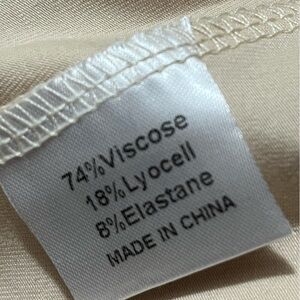 74%Viscose
18%Lyocell
8%Elastane
MADE IN CHINA